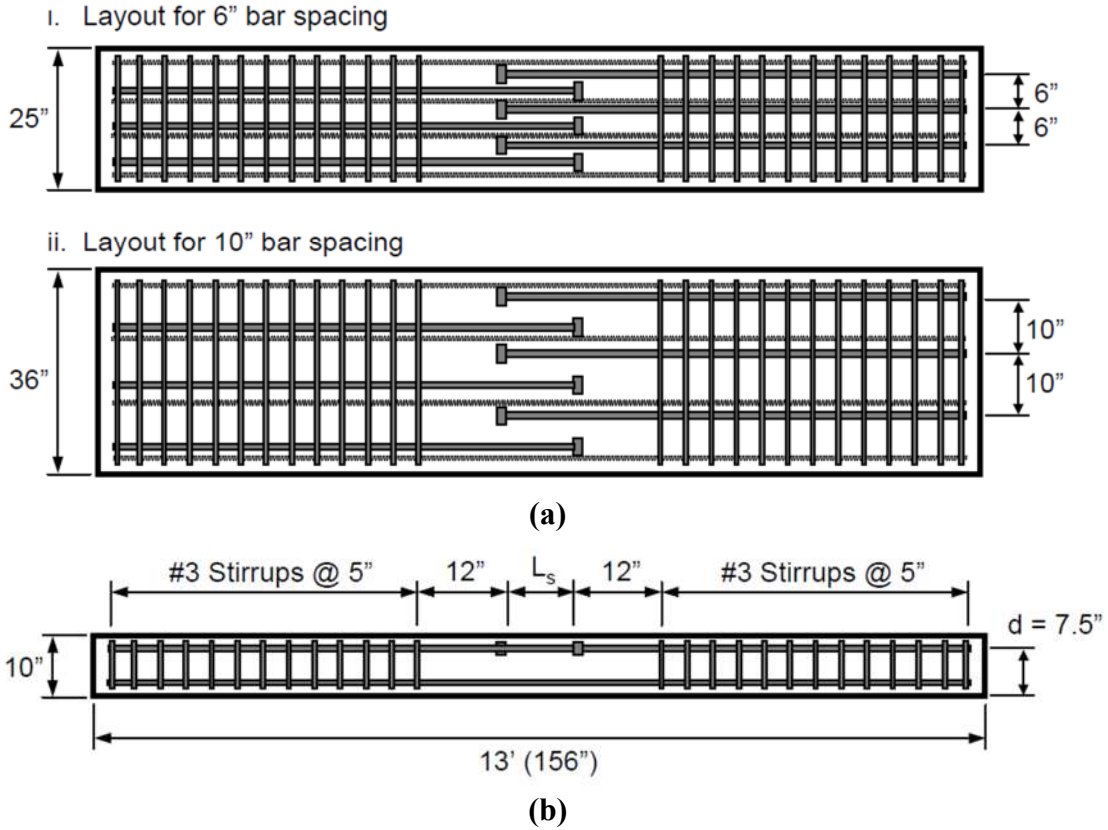 i. Layout for 6” bar spacing
25”
6”
6”
ii. Layout for 10” bar spacing
36”
10”
10”
(a)
#3 Stirrups @ 5” 12” Ls 12” #3 Stirrups @ 5”
d = 7.5”
10”
13’ (156”)
(b)